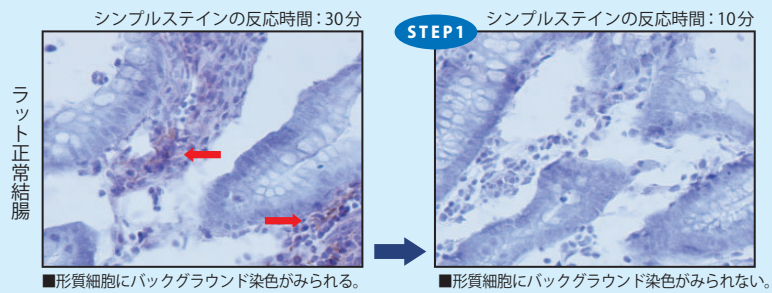 シンプルステインの反応時間：30分
シンプルステインの反応時間：10分
STEP1
ラット正常結腸
■形質細胞にバックグラウンド染色がみられる。
■形質細胞にバックグラウンド染色がみられない。